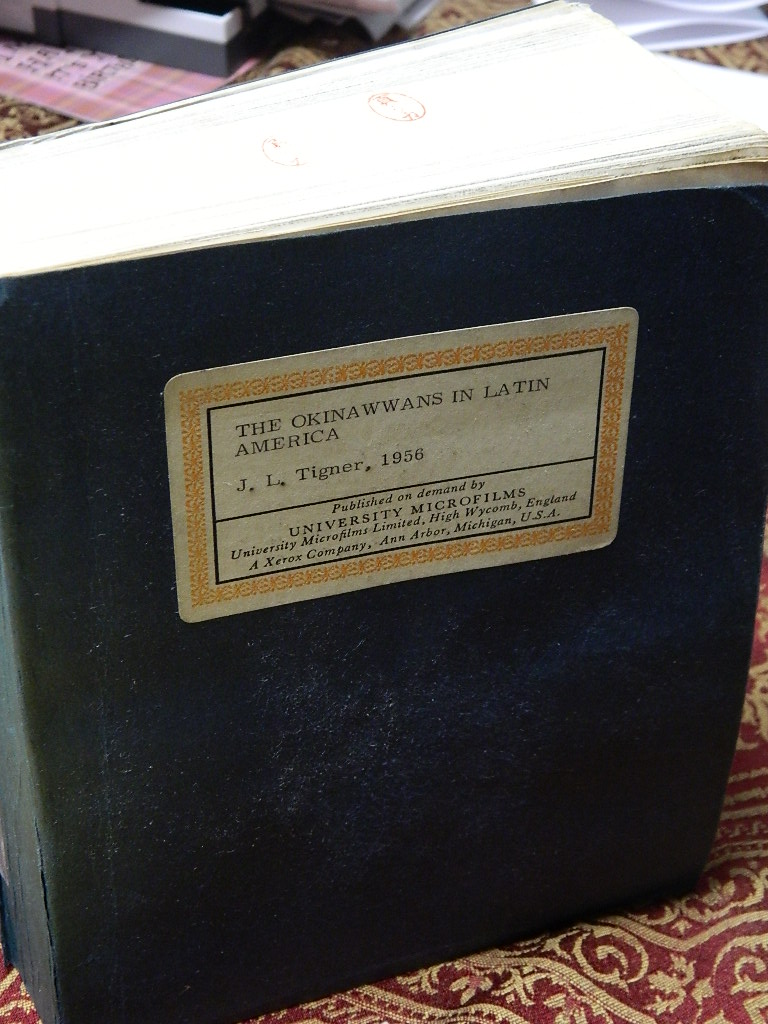 THE OKINAWWANS IN LATIN
AMERICA
J. L. Tigner, 1956
Published on demand by
UNIVERSITY MICROFILMS
University Microfilms Limited, High Wycomb, England
A Xerox Company, Ann Arbor, Michigan, U.S.A.